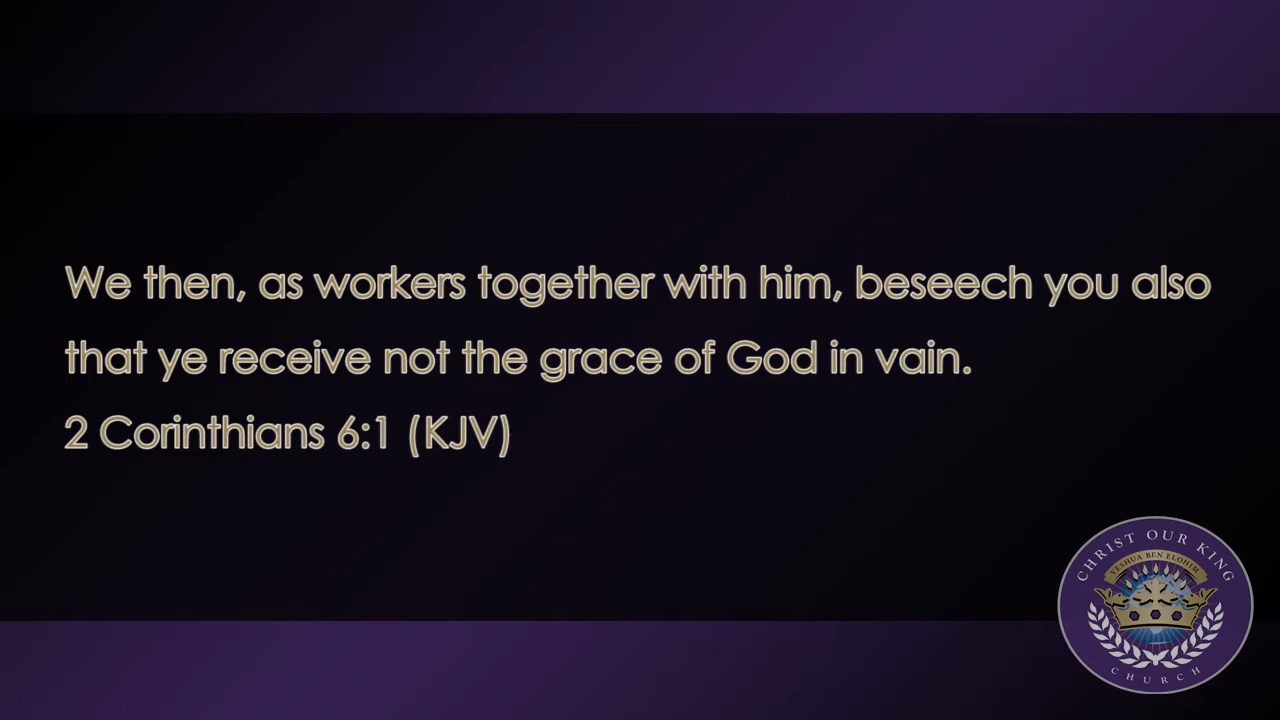 We then, as workers together with him, beseech you also
that ye receive not the grace of God in vain.
2 Corinthians 6:1 (KJV)
CHRIST OUR KING
YESHUA BEN ELOHIM
CHURCH